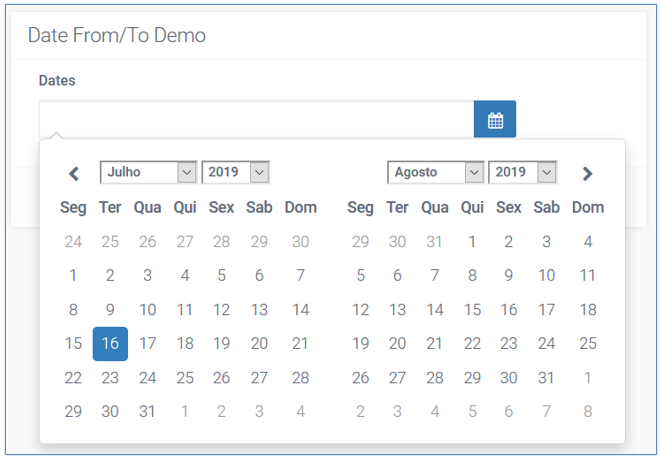 Date From/To Demo
Dates
Julho 2019 Agosto 2019
Seg Ter Qua Qui Sex Sab Dom Seg Ter Qua Qui Sex Sab Dom
24 25 26 27 28 29 30 29 30 31 1 2 3 4
1 2 3 4 5 6 7 5 6 7 8 9 10 11
8 9 10 11 12 13 14 12 13 14 15 16 17 18
15 16 17 18 19 20 21 19 20 21 22 23 24 25
22 23 24 25 26 27 28 26 27 28 29 30 31 1
29 30 31 1 2 3 4 2 3 4 5 6 7 8